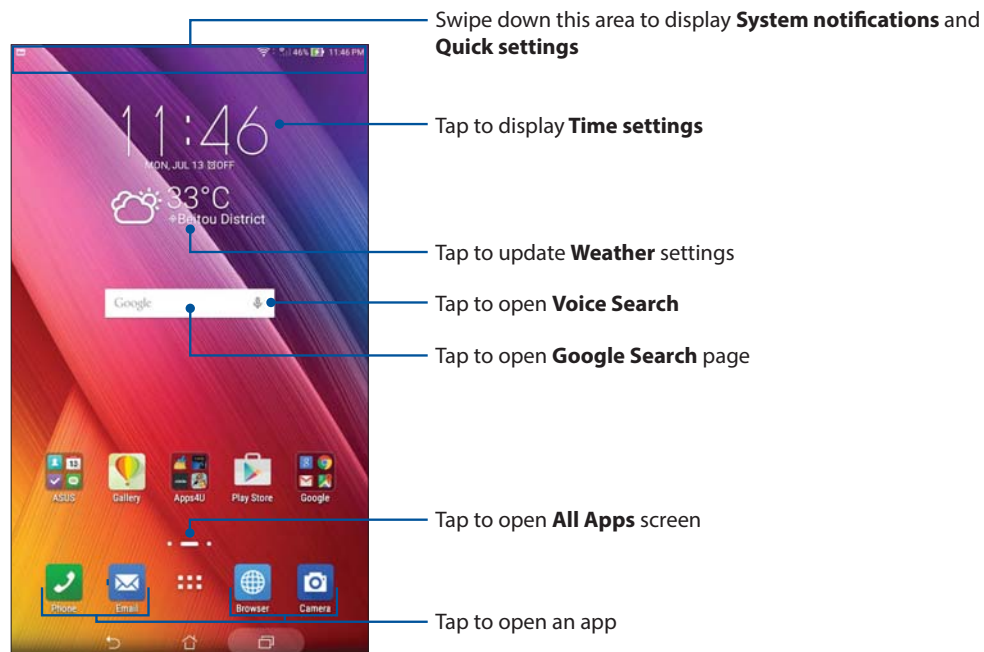 Swipe down this area to display System notifications and
Quick settings
46% 11:46 PM
11:46
Tap to display Time settings
MON, JUL 13 OFF
33°C
Beitou District
Tap to update Weather settings
Google
Tap to open Voice Search
Tap to open Google Search page
ASUS Gallery Apps4U Play Store Google
Tap to open All Apps screen
Phone Email Browser Camera
Tap to open an app